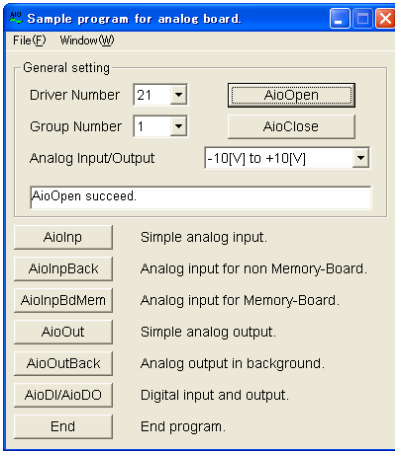 Sample program for analog board.
File(F) Window(W)
General setting
Driver Number 21 AioOpen
Group Number 1 AioClose
Analog Input/Output -10[V] to +10[V]
AioOpen succeed.
AioInp Simple analog input.
AioInpBack Analog input for non Memory-Board.
AioInpBdMem Analog input for Memory-Board.
AioOut Simple analog output.
AioOutBack Analog output in background.
AioDI/AioDO Digital input and output.
End End program.